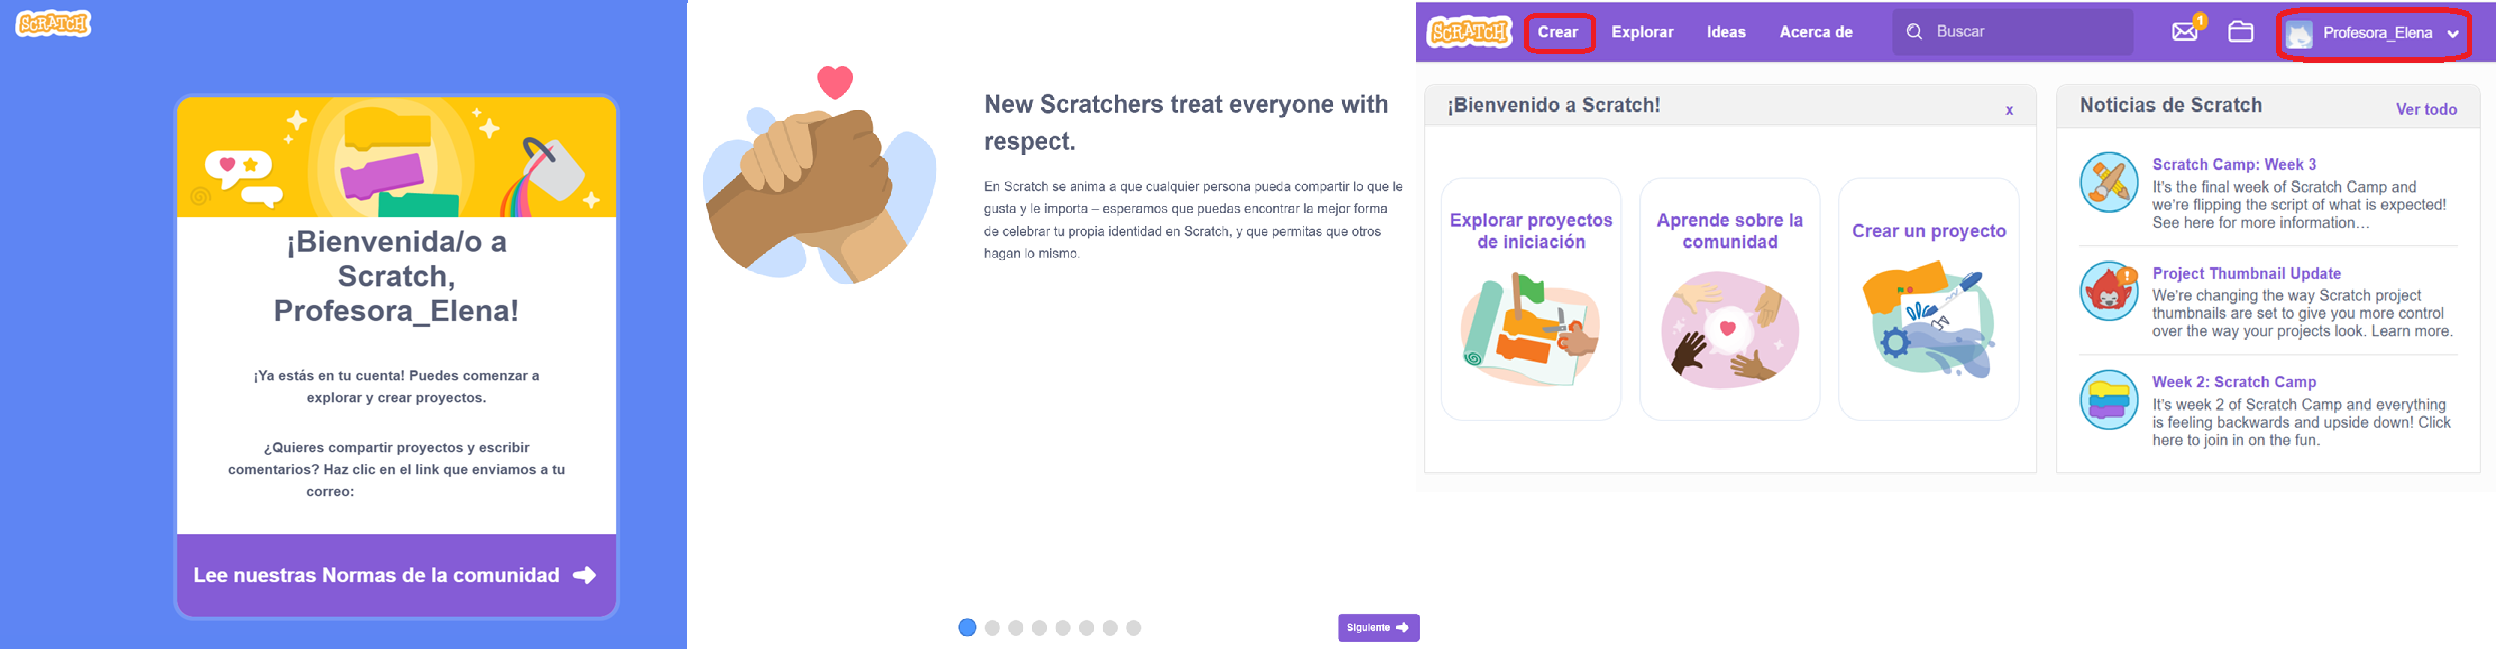 SCRATCH
¡Bienvenida/o a
Scratch,
Profesora_Elena!
¡Ya estás en tu cuenta! Puedes comenzar a
explorar y crear proyectos.
¿Quieres compartir proyectos y escribir
comentarios? Haz clic en el link que enviamos a tu
correo:
Lee nuestras Normas de la comunidad
New Scratchers treat everyone with
respect.
En Scratch se anima a que cualquier persona pueda compartir lo que le
gusta y le importa – esperamos que puedas encontrar la mejor forma
de celebrar tu propia identidad en Scratch, y que permitas que otros
hagan lo mismo.
Siguiente
SCRATCH Crear Explorar Ideas Acerca de Buscar 1 Profesora_Elena
¡Bienvenido a Scratch!
x
Explorar proyectos
de iniciación
Aprende sobre la
comunidad
Crear un proyecto
Noticias de Scratch
Ver todo
Scratch Camp: Week 3
It's the final week of Scratch Camp and
we're flipping the script of what is expected!
See here for more information...
Project Thumbnail Update
We're changing the way Scratch project
thumbnails are set to give you more control
over the way your projects look. Learn more.
Week 2: Scratch Camp
It's week 2 of Scratch Camp and everything
is feeling backwards and upside down! Click
here to join in on the fun.